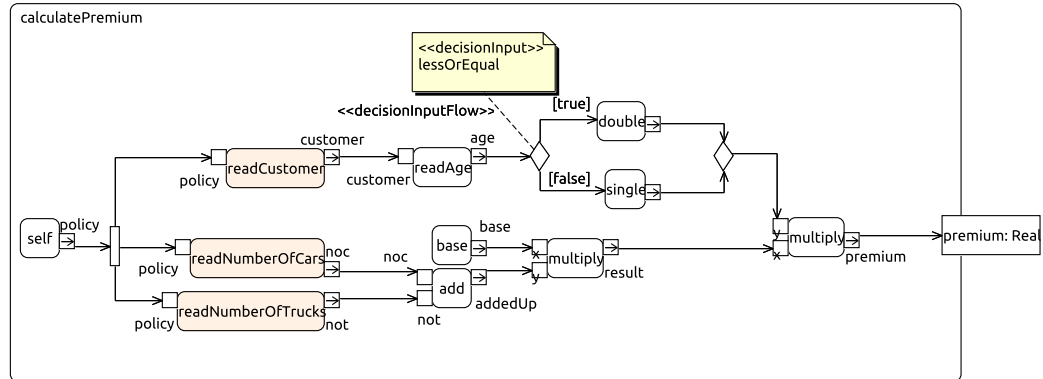 calculatePremium
<<decisionInput>>
lessOrEqual
<<decisionInputFlow>>
[true]
double
customer
age
readCustomer
readAge
policy
customer
[false]
single
policy
self
base
base
y
multiply
premium: Real
noc
noc
readNumberOfCars
x
multiply
x
premium
policy
add
y
result
addedUp
readNumberOfTrucks
policy
not
not